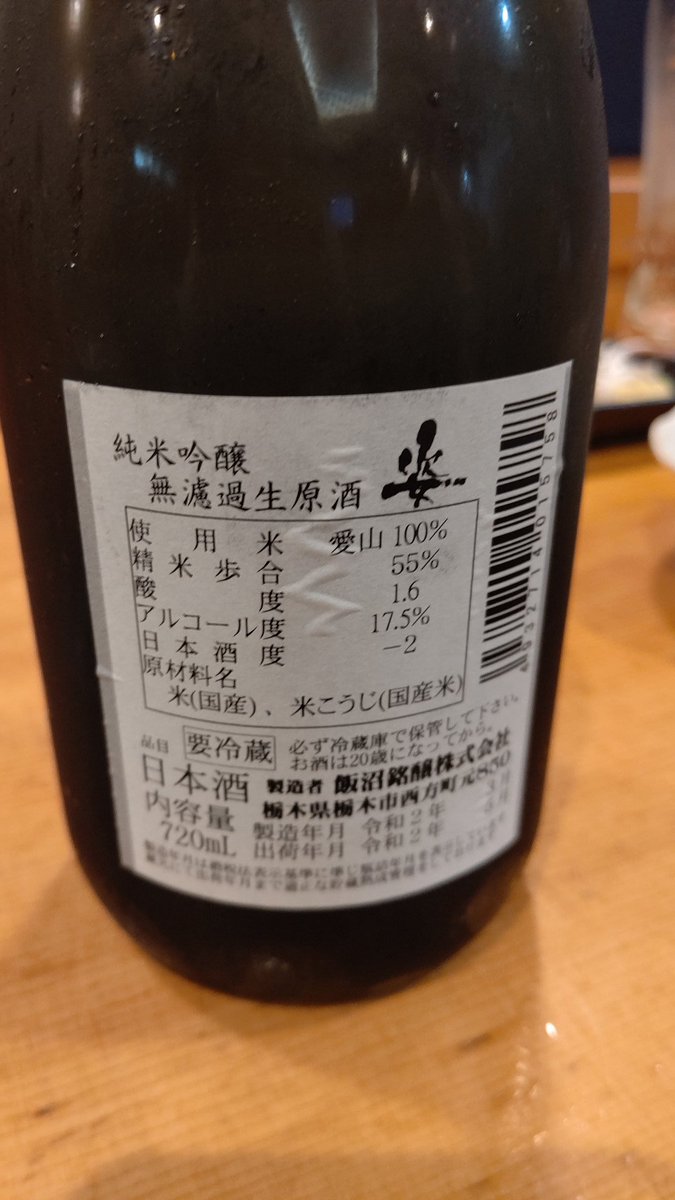 純米吟醸
無濾過生原酒
姿
使用米 愛山 100%
精米歩合 55%
酸度 1.6
アルコール度 17.5%
日本酒度 −2
原材料名
米(国産)、米こうじ(国産米)
要冷蔵
必ず冷蔵庫で保管して下さい。
お酒は20歳になってから。
品目
日本酒
製造者 飯沼銘醸株式会社
栃木県栃木市西方町元850
内容量
720mL
製造年月 令和2年 3月
出荷年月 令和2年
4932714015758